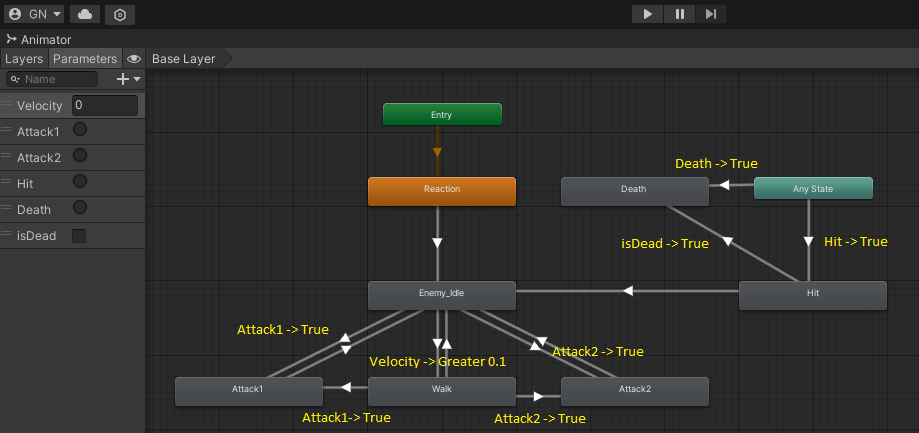 GN
Animator
Layers Parameters
Base Layer
Name
Velocity 0
Attack1
Attack2
Hit
Death
isDead
Entry
Death -> True
Reaction
Death
Any State
isDead -> True
Hit -> True
Enemy_Idle
Hit
Attack1 -> True
Velocity -> Greater 0.1
Attack2 -> True
Attack1
Walk
Attack2
Attack1-> True
Attack2 -> True